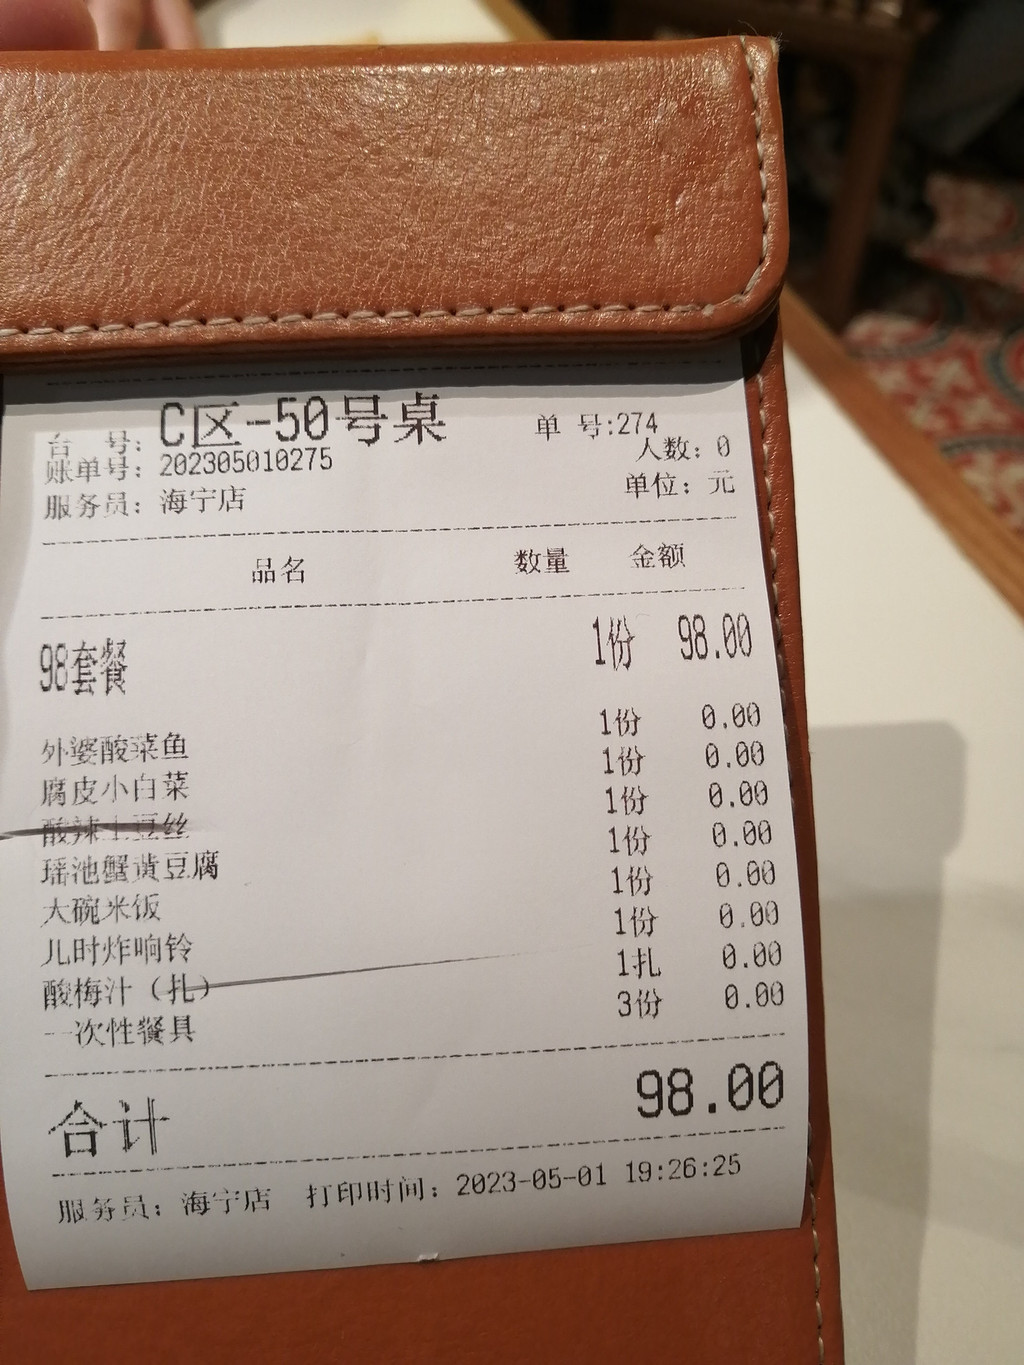 台 号: C区-50号桌 单 号:274
账单号: 202305010275 人数: 0
服务员: 海宁店 单位: 元
品名 数量 金额
98套餐 1份 98.00
外婆酸菜鱼 1份 0.00
腐皮小白菜 1份 0.00
酸辣土豆丝 1份 0.00
瑶池蟹黄豆腐 1份 0.00
大碗米饭 1份 0.00
儿时炸响铃 1份 0.00
酸梅汁（扎） 1扎 0.00
一次性餐具 3份 0.00
合计 98.00
服务员: 海宁店 打印时间: 2023-05-01 19:26:25